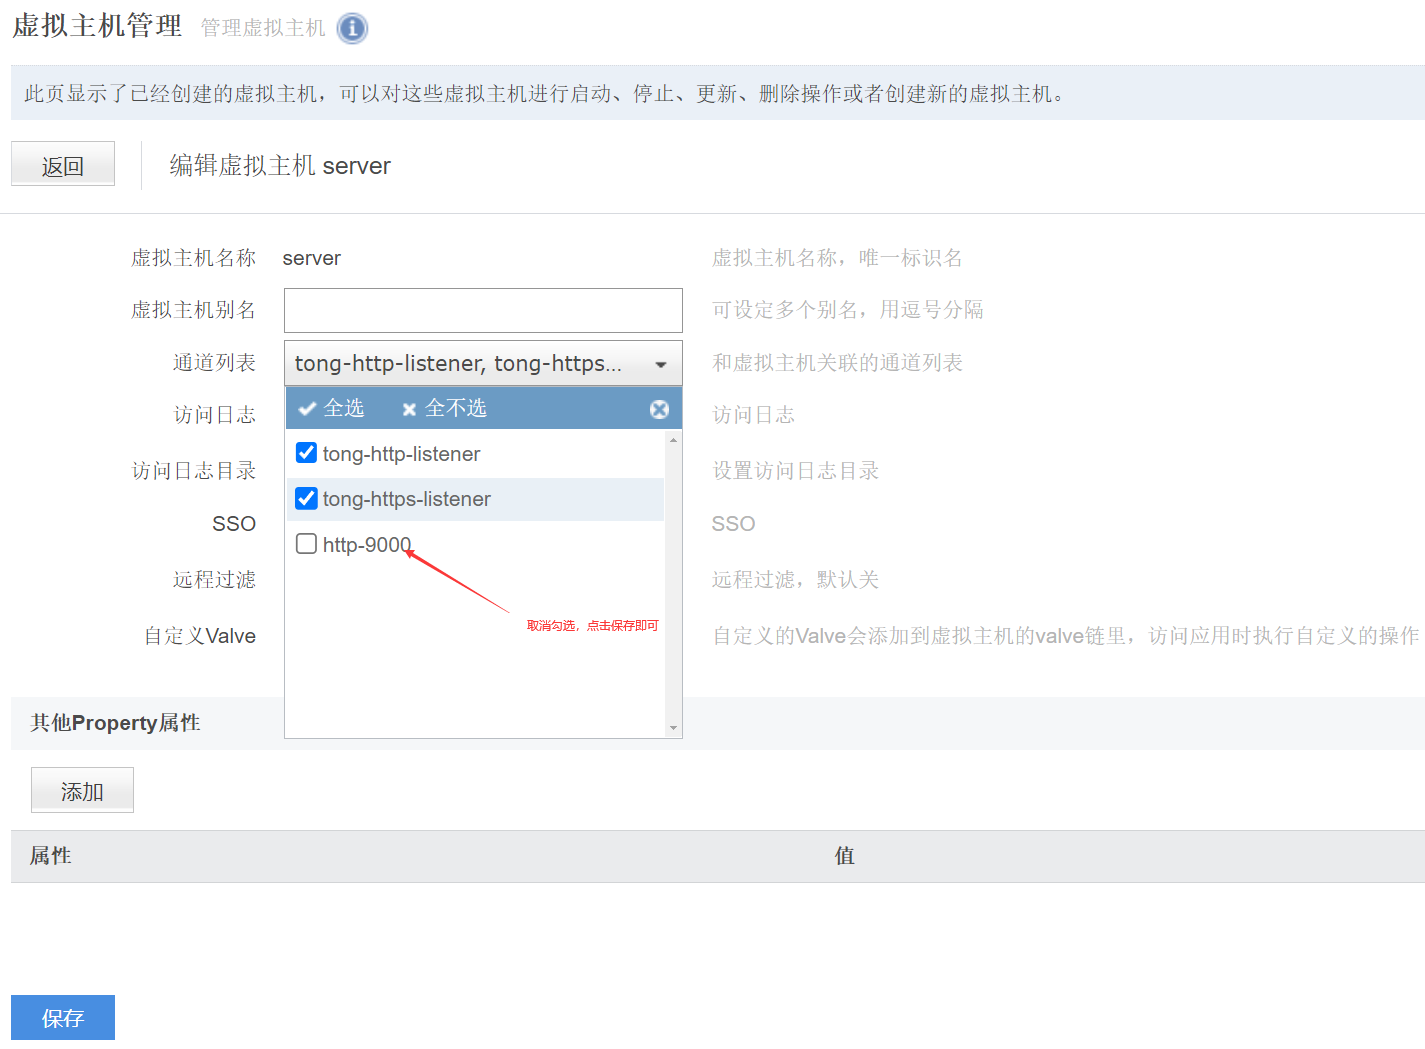 虚拟主机管理 管理虚拟主机
此页显示了已经创建的虚拟主机，可以对这些虚拟主机进行启动、停止、更新、删除操作或者创建新的虚拟主机。
返回 编辑虚拟主机 server
虚拟主机名称 server 虚拟主机名称，唯一标识名
虚拟主机别名 可设定多个别名，用逗号分隔
通道列表 tong-http-listener, tong-https... 和虚拟主机关联的通道列表
访问日志 全选 全不选 访问日志
tong-http-listener
访问日志目录 设置访问日志目录
tong-https-listener
SSO SSO
http-9000
远程过滤 远程过滤，默认关
取消勾选，点击保存即可
自定义Valve 自定义的Valve会添加到虚拟主机的valve链里，访问应用时执行自定义的操作
其他Property属性
添加
属性 值
保存